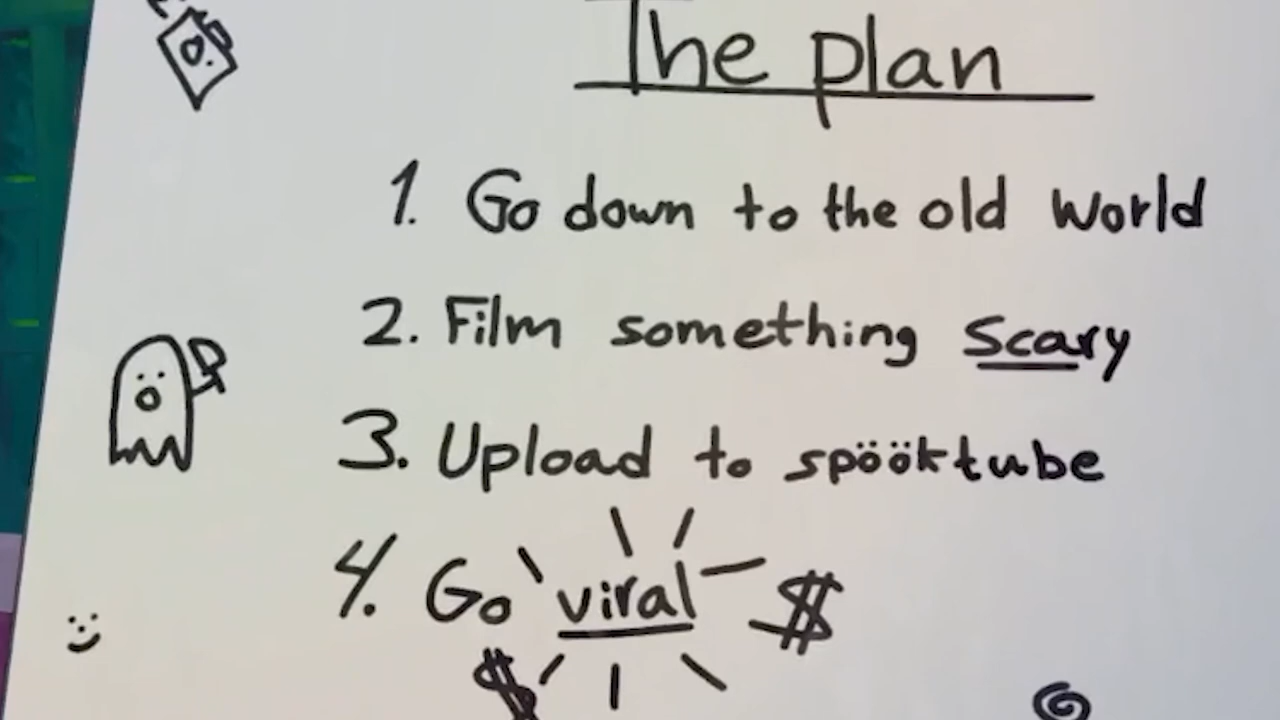 The plan
1. Go down to the old world
2. Film something scary
3. Upload to spööktube
4. Go viral $
$